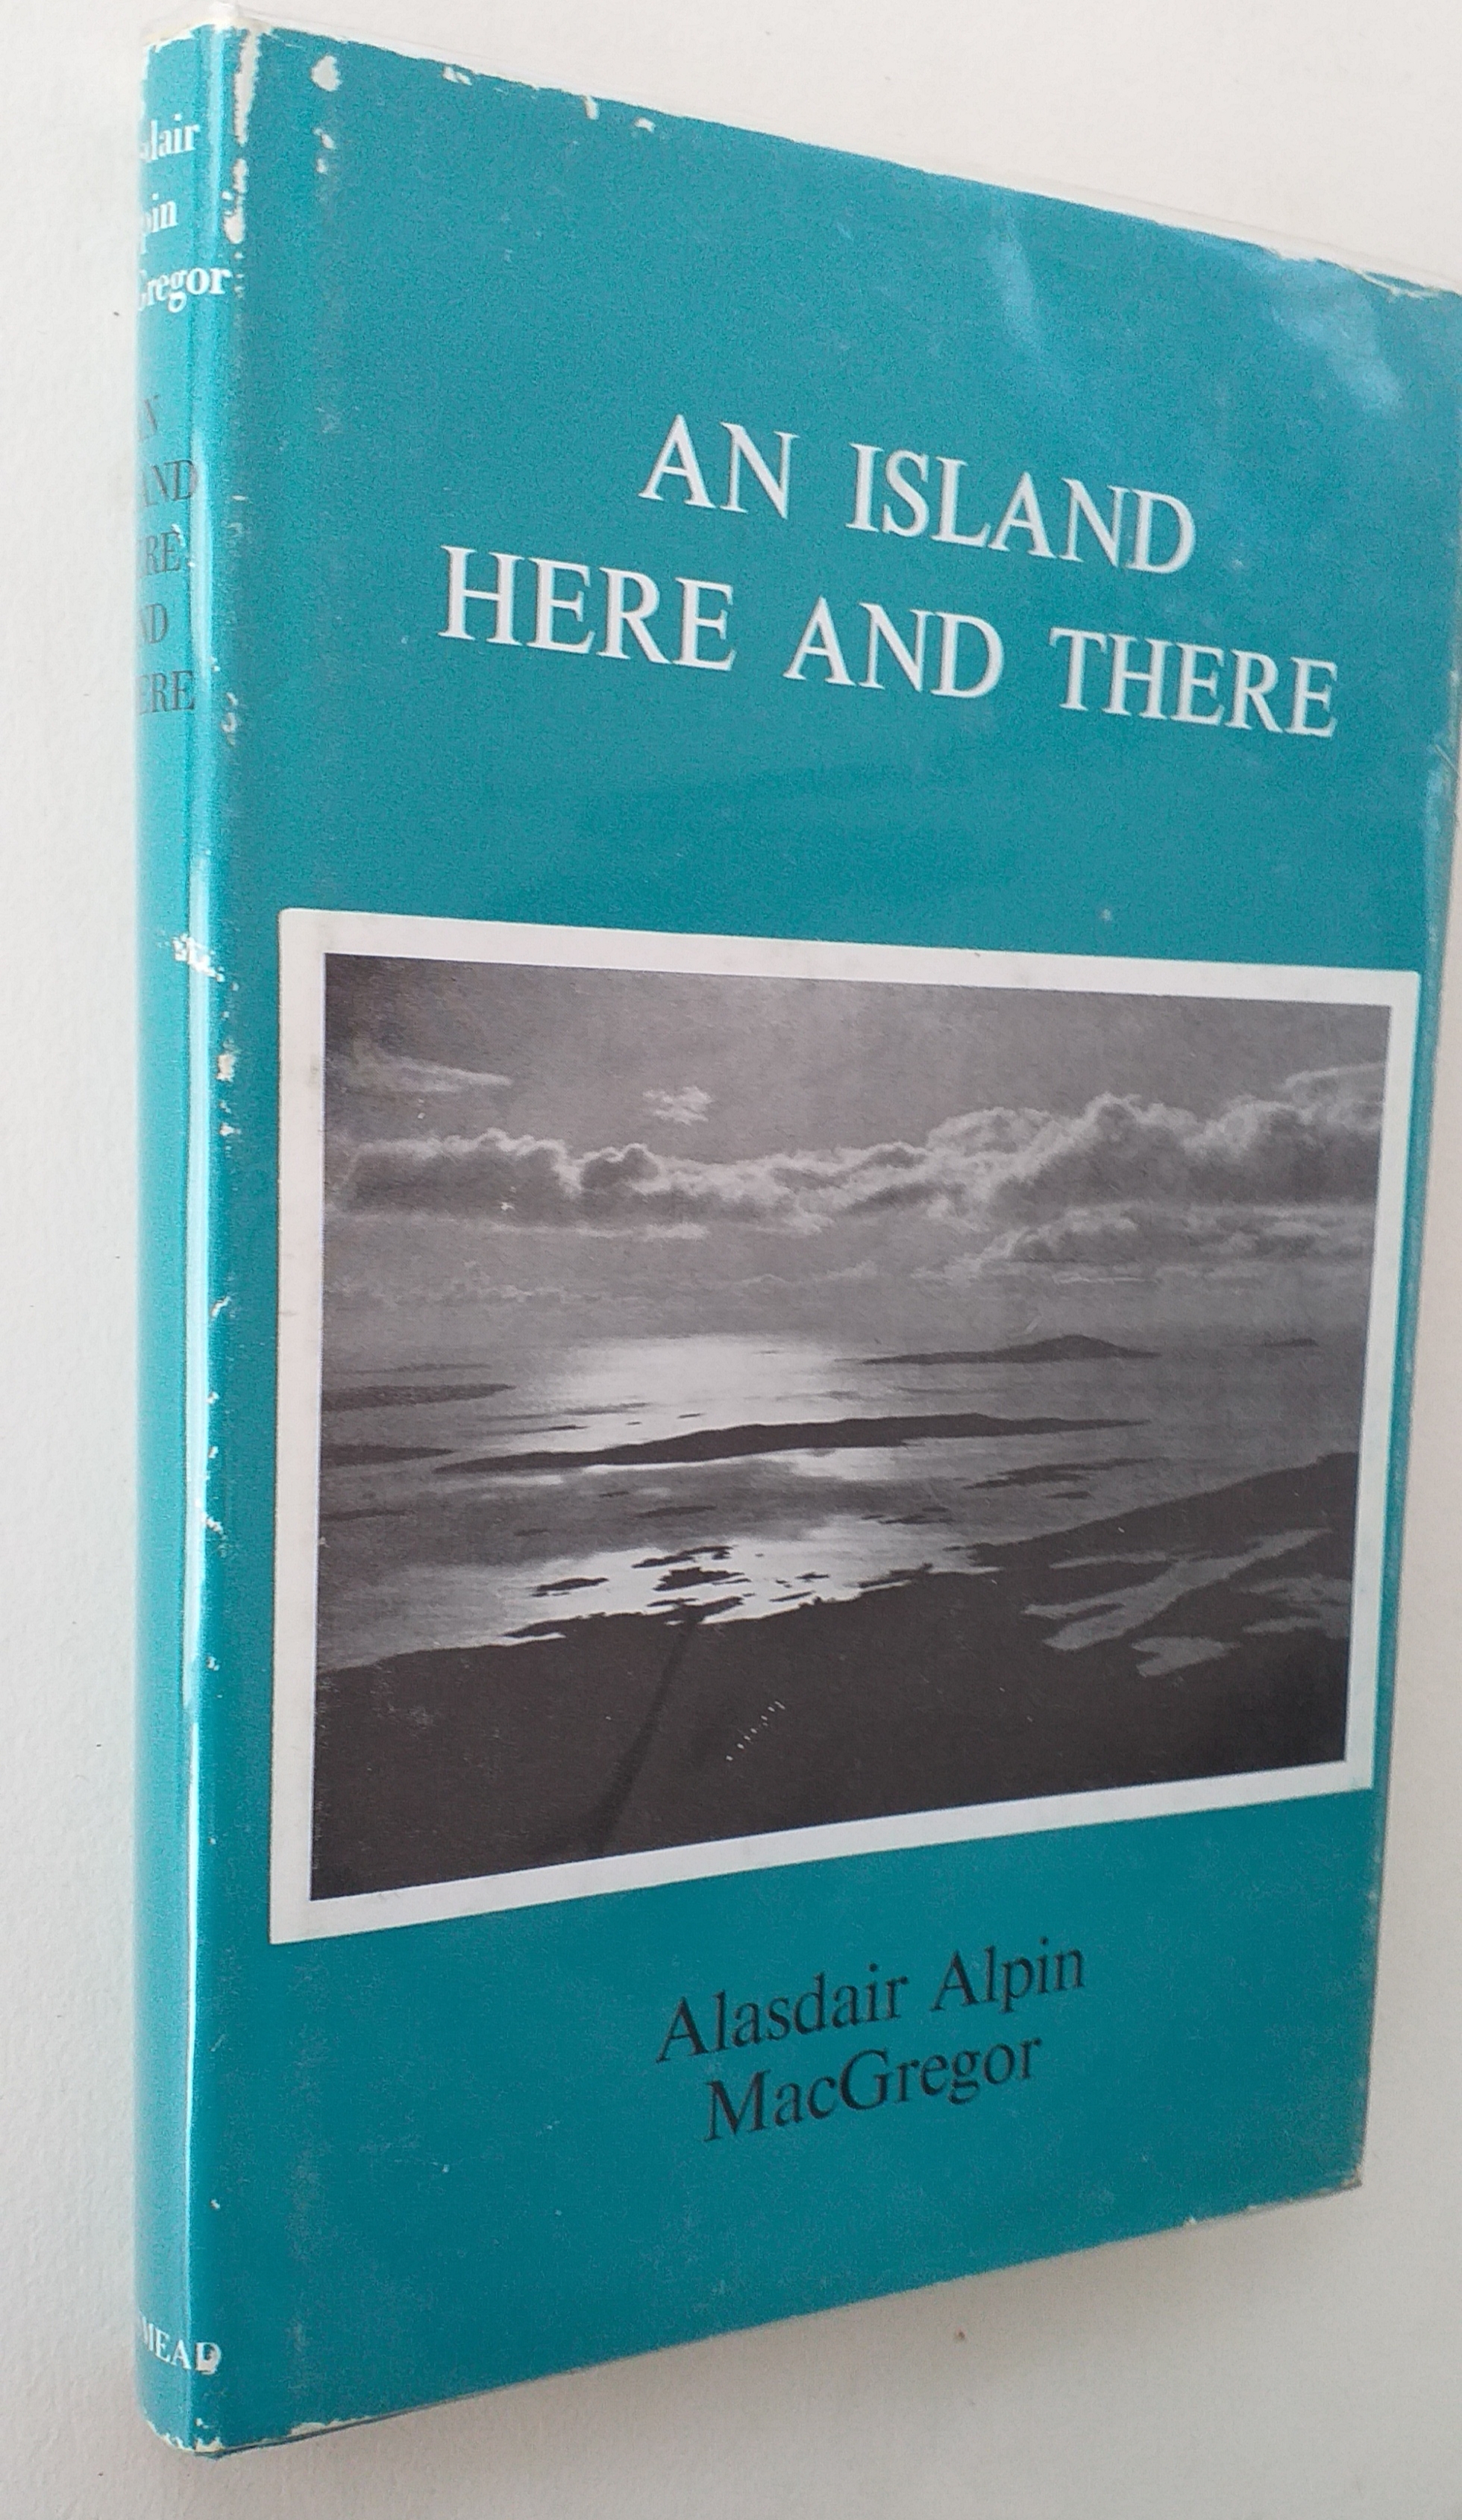 AN ISLAND
HERE AND THERE
Alasdair Alpin
MacGregor